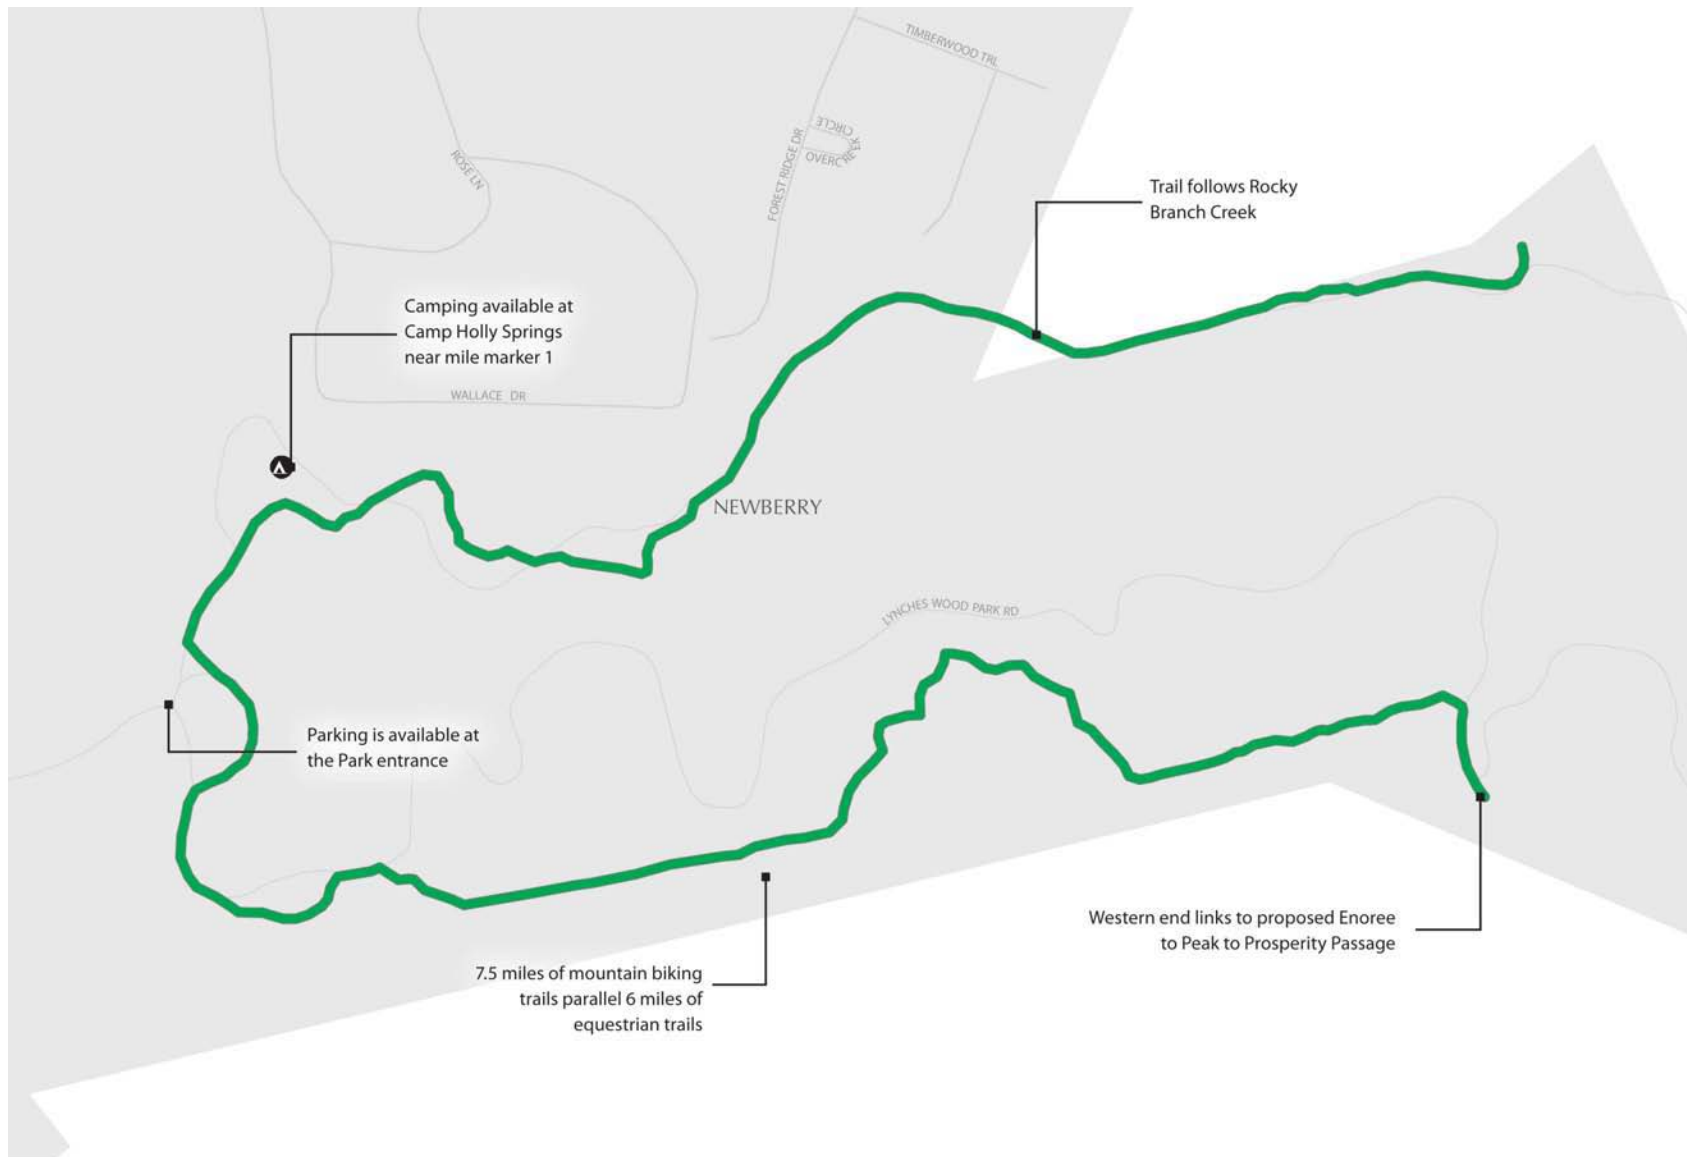 TIMBERWOOD TRL
OVERCREEK CIRCLE
FOREST RIDGE DR
ROSE LN
Trail follows Rocky
Branch Creek
Camping available at
Camp Holly Springs
near mile marker 1
WALLACE DR
NEWBERRY
LYNCHES WOOD PARK RD
Parking is available at
the Park entrance
Western end links to proposed Enoree
to Peak to Prosperity Passage
7.5 miles of mountain biking
trails parallel 6 miles of
equestrian trails